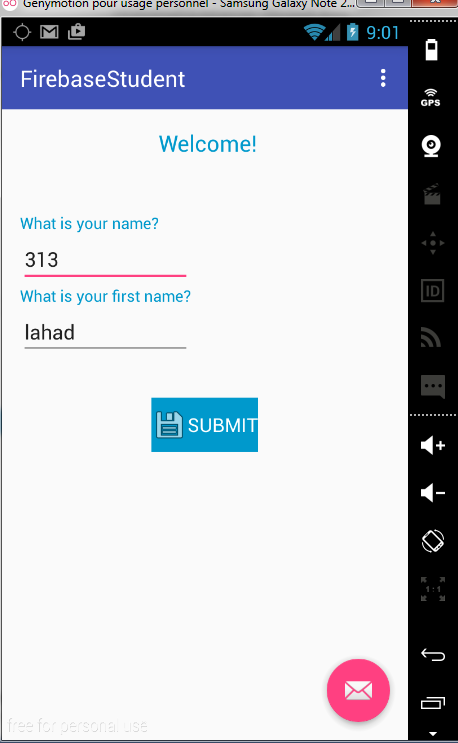 Genymotion pour usage personnel - Samsung Galaxy Note 2...
9:01
FirebaseStudent
GPS
Welcome!
What is your name?
313
ID
What is your first name?
lahad
SUBMIT
1:1
free for personal use